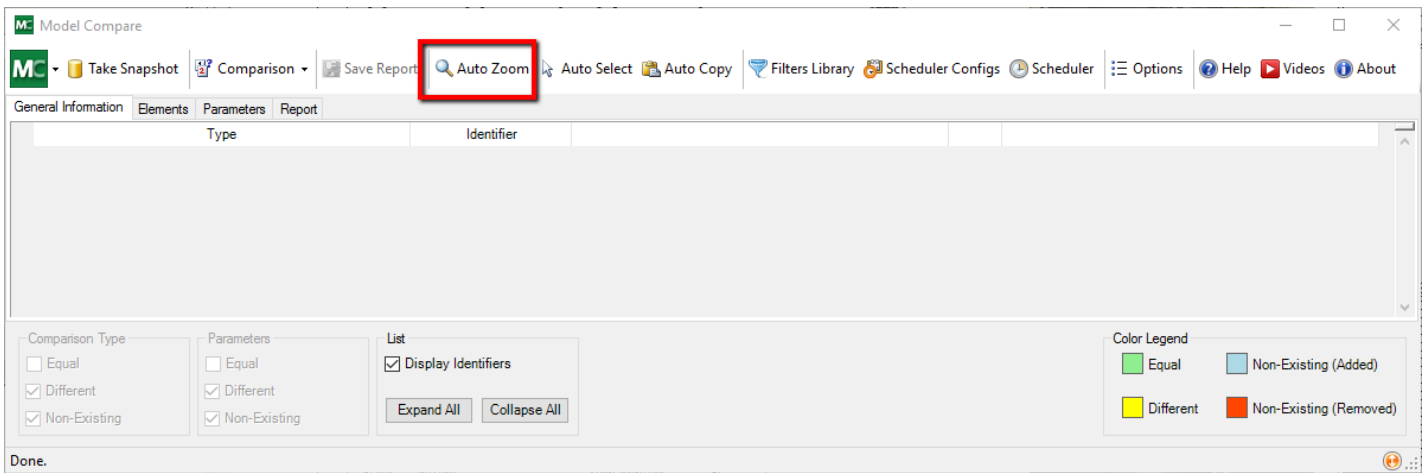 MC Model Compare
MC Take Snapshot Comparison Save Report Auto Zoom Auto Select Auto Copy Filters Library Scheduler Configs Scheduler Options Help Videos About
General Information Elements Parameters Report
Type Identifier
Comparison Type Parameters List Color Legend
Equal Equal Display Identifiers Equal Non-Existing (Added)
Different Different
Expand All Collapse All Different Non-Existing (Removed)
Non-Existing Non-Existing
Done.